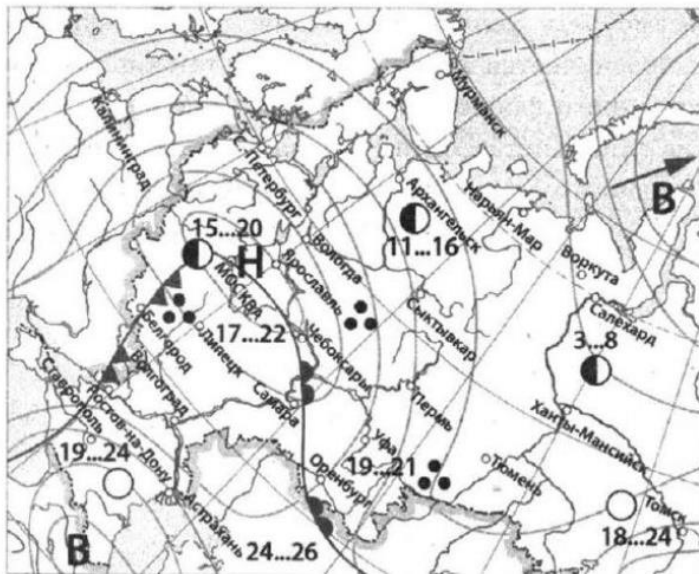 Мурманск
Калининград
С.-Петербург
Архангельск
Нарьян-Мар
В
15...20
Н
Вологда
11...16
Воркута
МОСКВА
Ярославль
Салехард
Сыктывкар
3...8
Белгород
Липецк
17...22
Чебоксары
Волгоград
Самара
Пермь
Ханты-Мансийск
Ставрополь
Ростов-на-Дону
Уфа
19...24
19...21
Тюмень
Оренбург
Томск
18...24
Астрахань
В
24...26